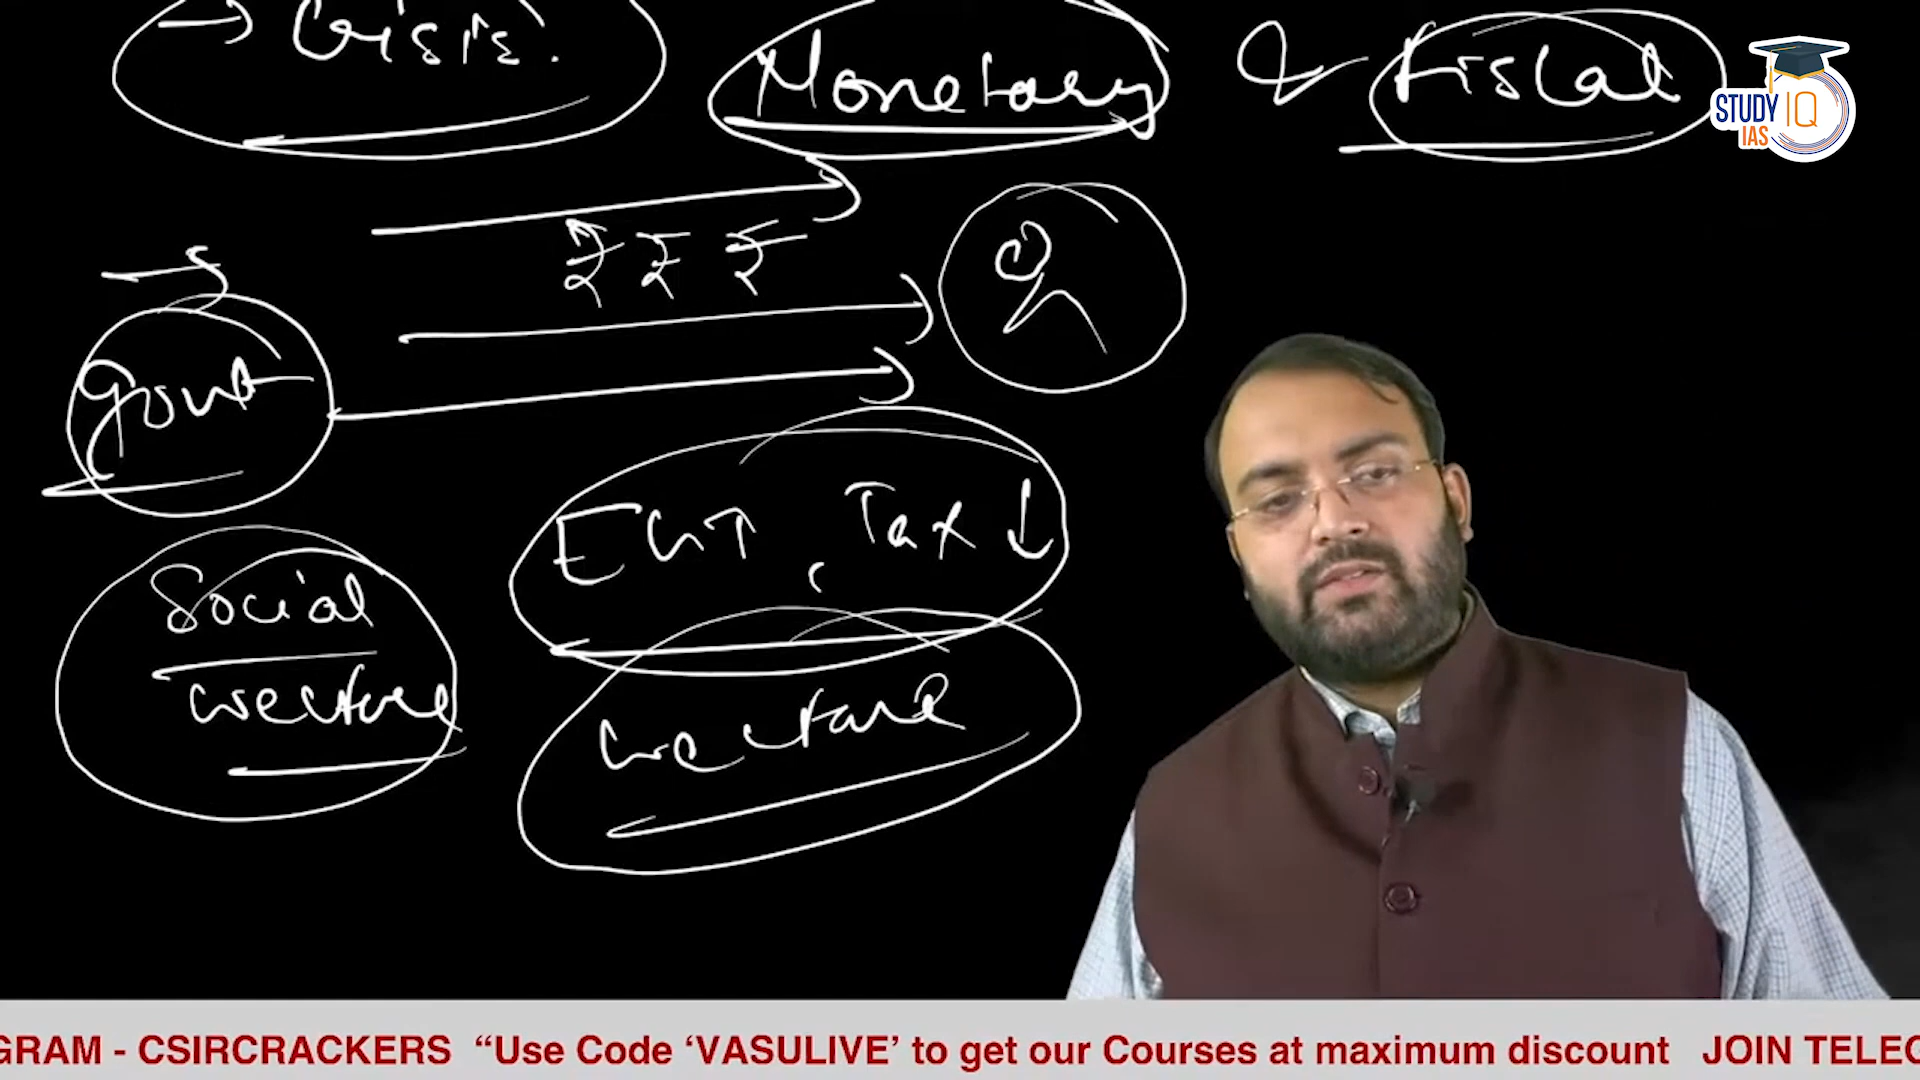 → Crisis.
Monetary & Fiscal
STUDY IQ
IAS
₹ ₹ ₹
Govt
Tax ↓
Social
welfare
welfare
GRAM - CSIRCRACKERS “Use Code ‘VASULIVE’ to get our Courses at maximum discount JOIN TELEG